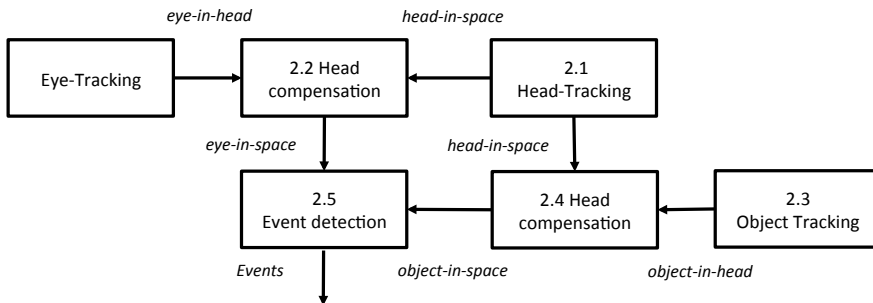 eye-in-head
head-in-space
Eye-Tracking
2.2 Head
compensation
2.1
Head-Tracking
eye-in-space
head-in-space
2.5
Event detection
2.4 Head
compensation
2.3
Object Tracking
Events
object-in-space
object-in-head